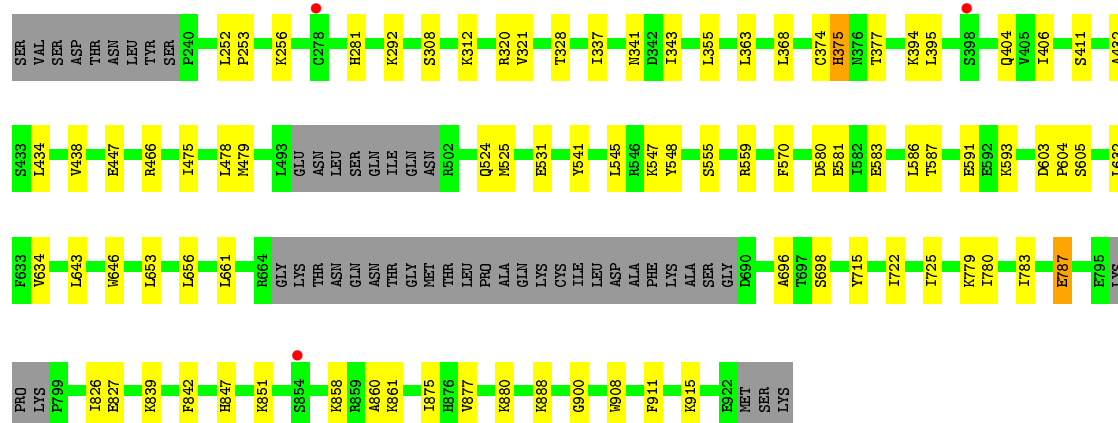 SER VAL SER ASP THR ASN LEU TYR SER P240 L252 P253 K256 C278 H281 K292 S308 K312 R320 V321 T328 I337 N341 D342 I343 L355 L363 L368 C374 H375 N376 T377 K394 L395 S398 Q404 V405 I406 S411 A432
S433 L434 V438 E447 R466 I475 L478 M479 L493 GLU ASN LEU SER GLN ILE GLN ASN R502 Q524 M525 E531 Y541 L545 R546 K547 Y548 S555 R559 F570 D580 E581 I582 E583 L586 T587 E591 E592 K593 D603 P604 S605 L632
F633 V634 L643 W646 L653 L656 L661 R664 GLY LYS THR ASN GLN ASN THR GLY MET THR LEU PRO ALA GLN LYS CYS ILE LEU ASP ALA PHE LYS ALA SER GLY D690 A696 T697 S698 Y715 I722 I725 K779 I780 I783 E787 E795 LYS
PRO LYS P799 I826 E827 K839 F842 H847 K851 S854 K858 R859 A860 K861 I875 H876 V877 K880 K888 G900 W908 F911 K915 E922 MET SER LYS